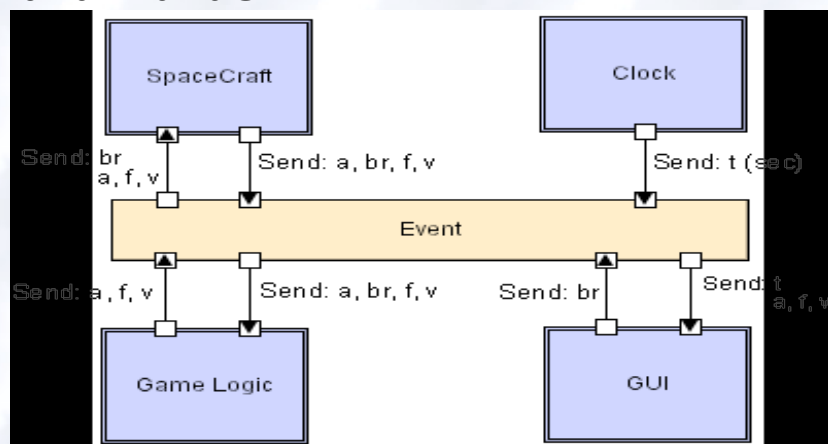 SpaceCraft
Clock
Send: br
a, f, v
Send: a, br, f, v
Send: t (sec)
Event
Send: a, f, v
Send: a, br, f, v
Send: br
Send: t
a, f, v
Game Logic
GUI